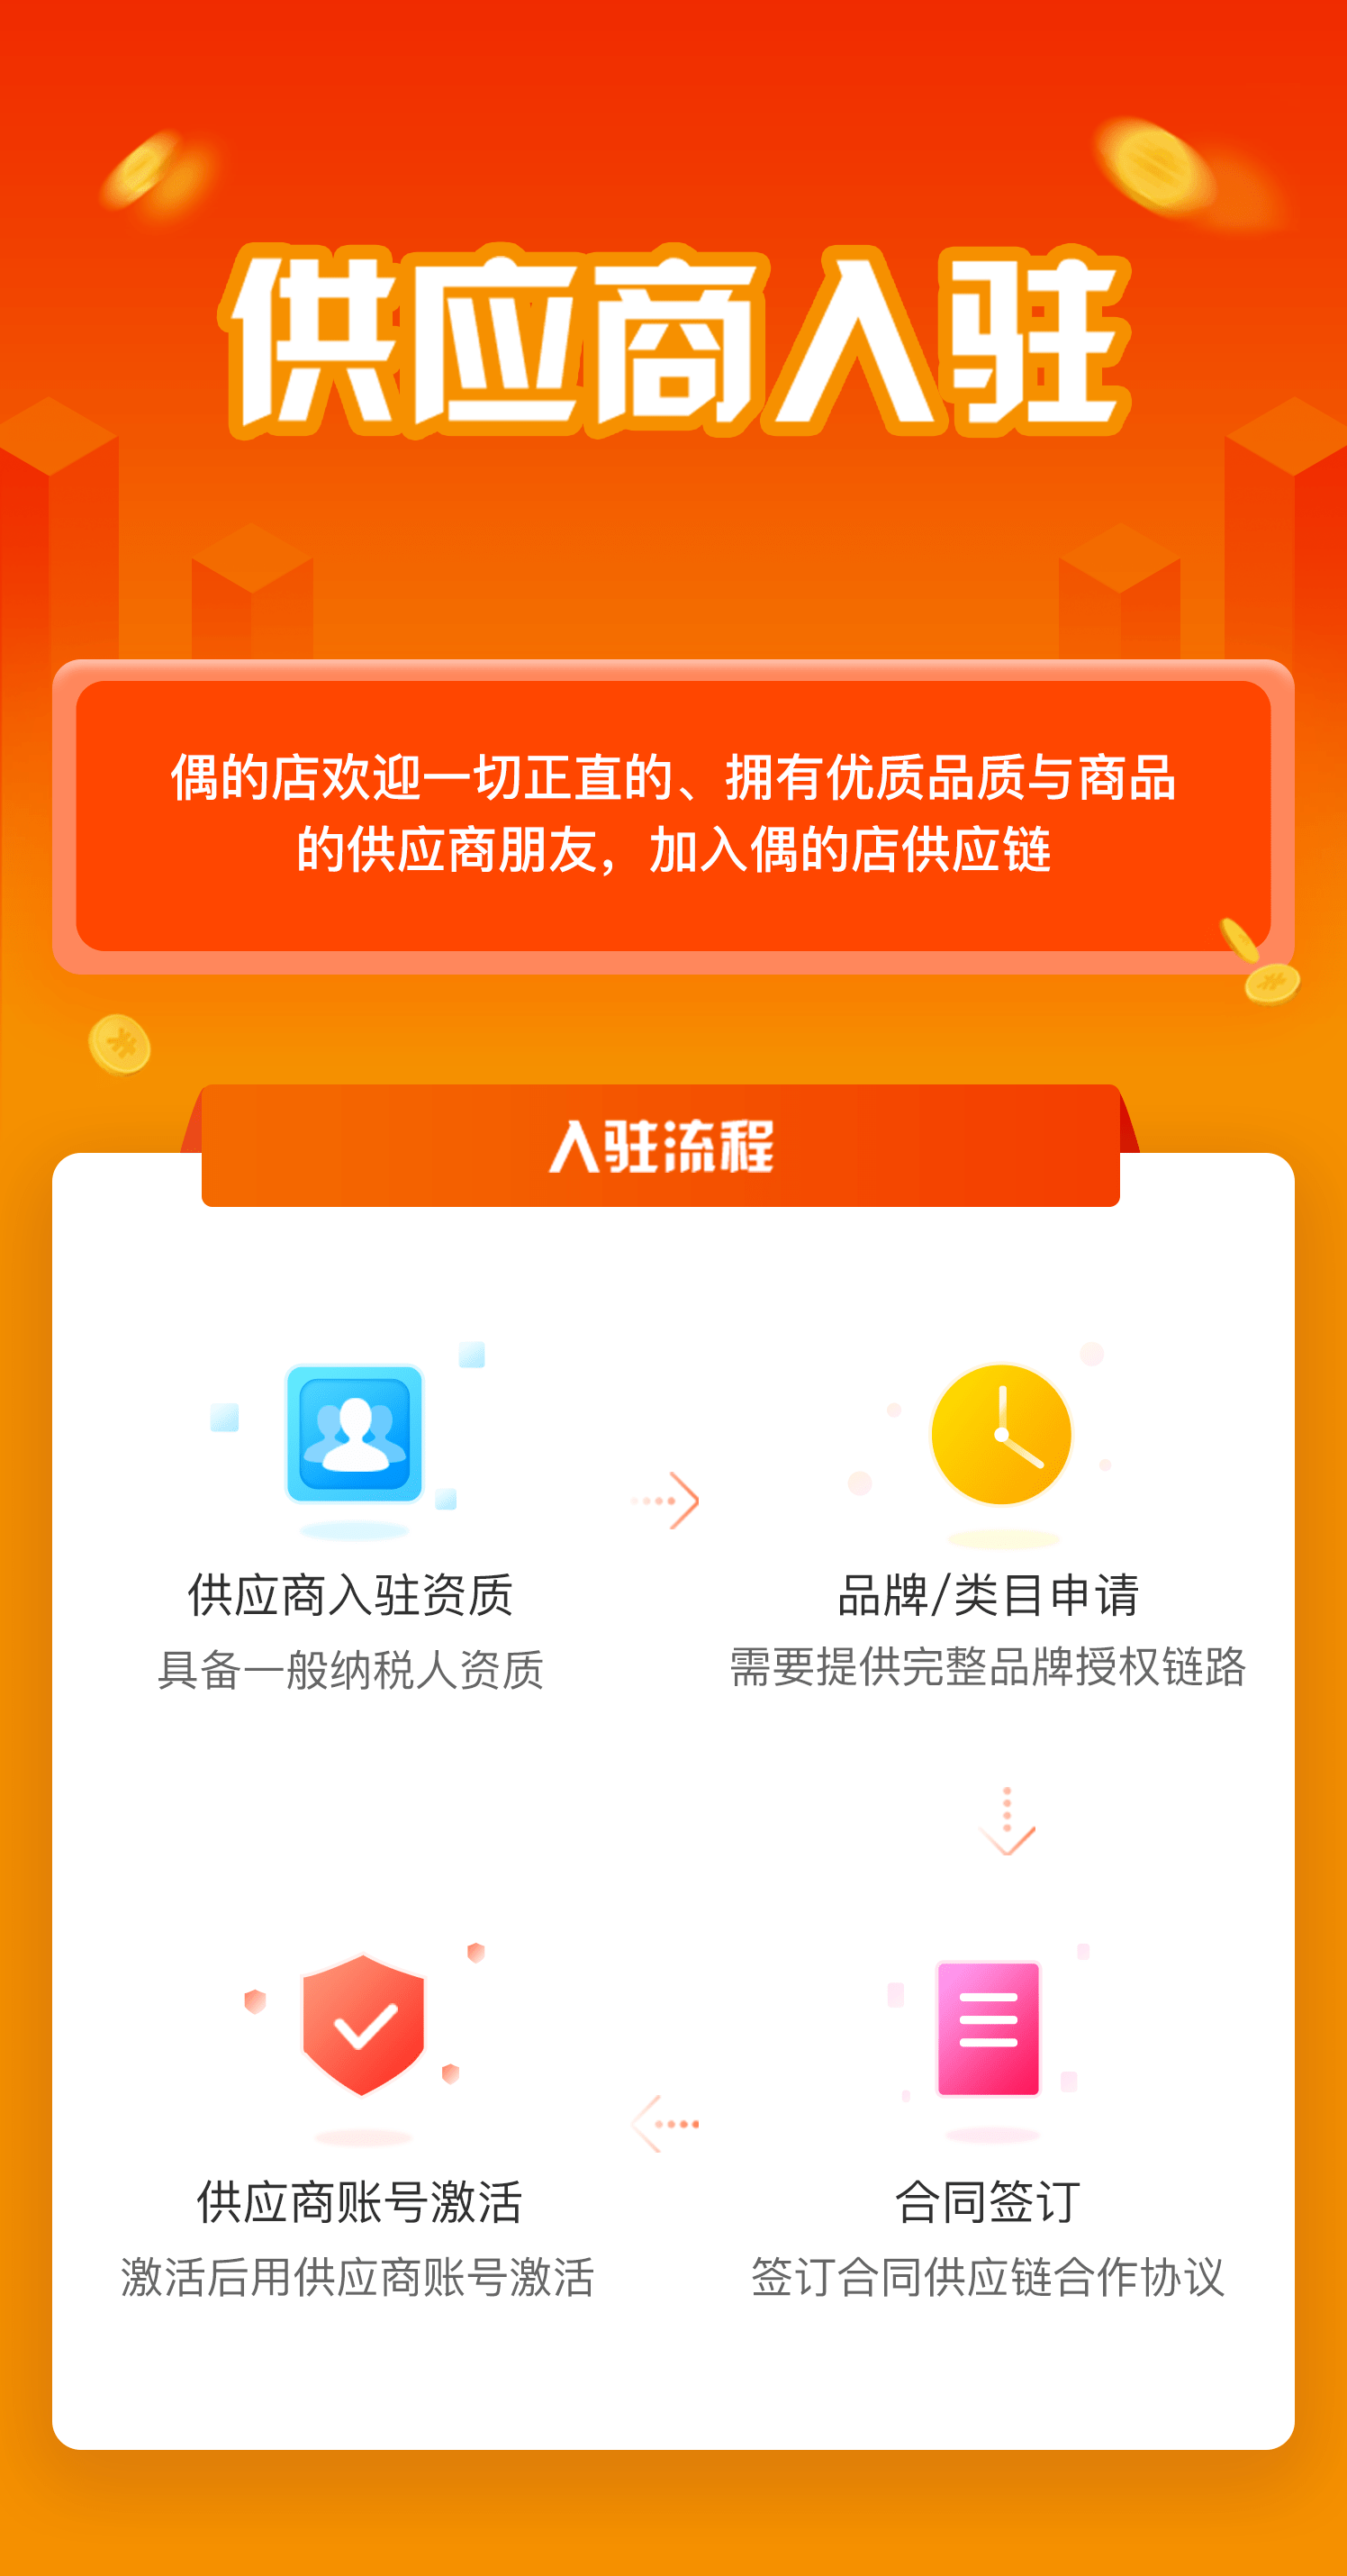 供应商入驻
偶的店欢迎一切正直的、拥有优质品质与商品
的供应商朋友，加入偶的店供应链
入驻流程
供应商入驻资质
具备一般纳税人资质
品牌/类目申请
需要提供完整品牌授权链路
供应商账号激活
激活后用供应商账号激活
合同签订
签订合同供应链合作协议